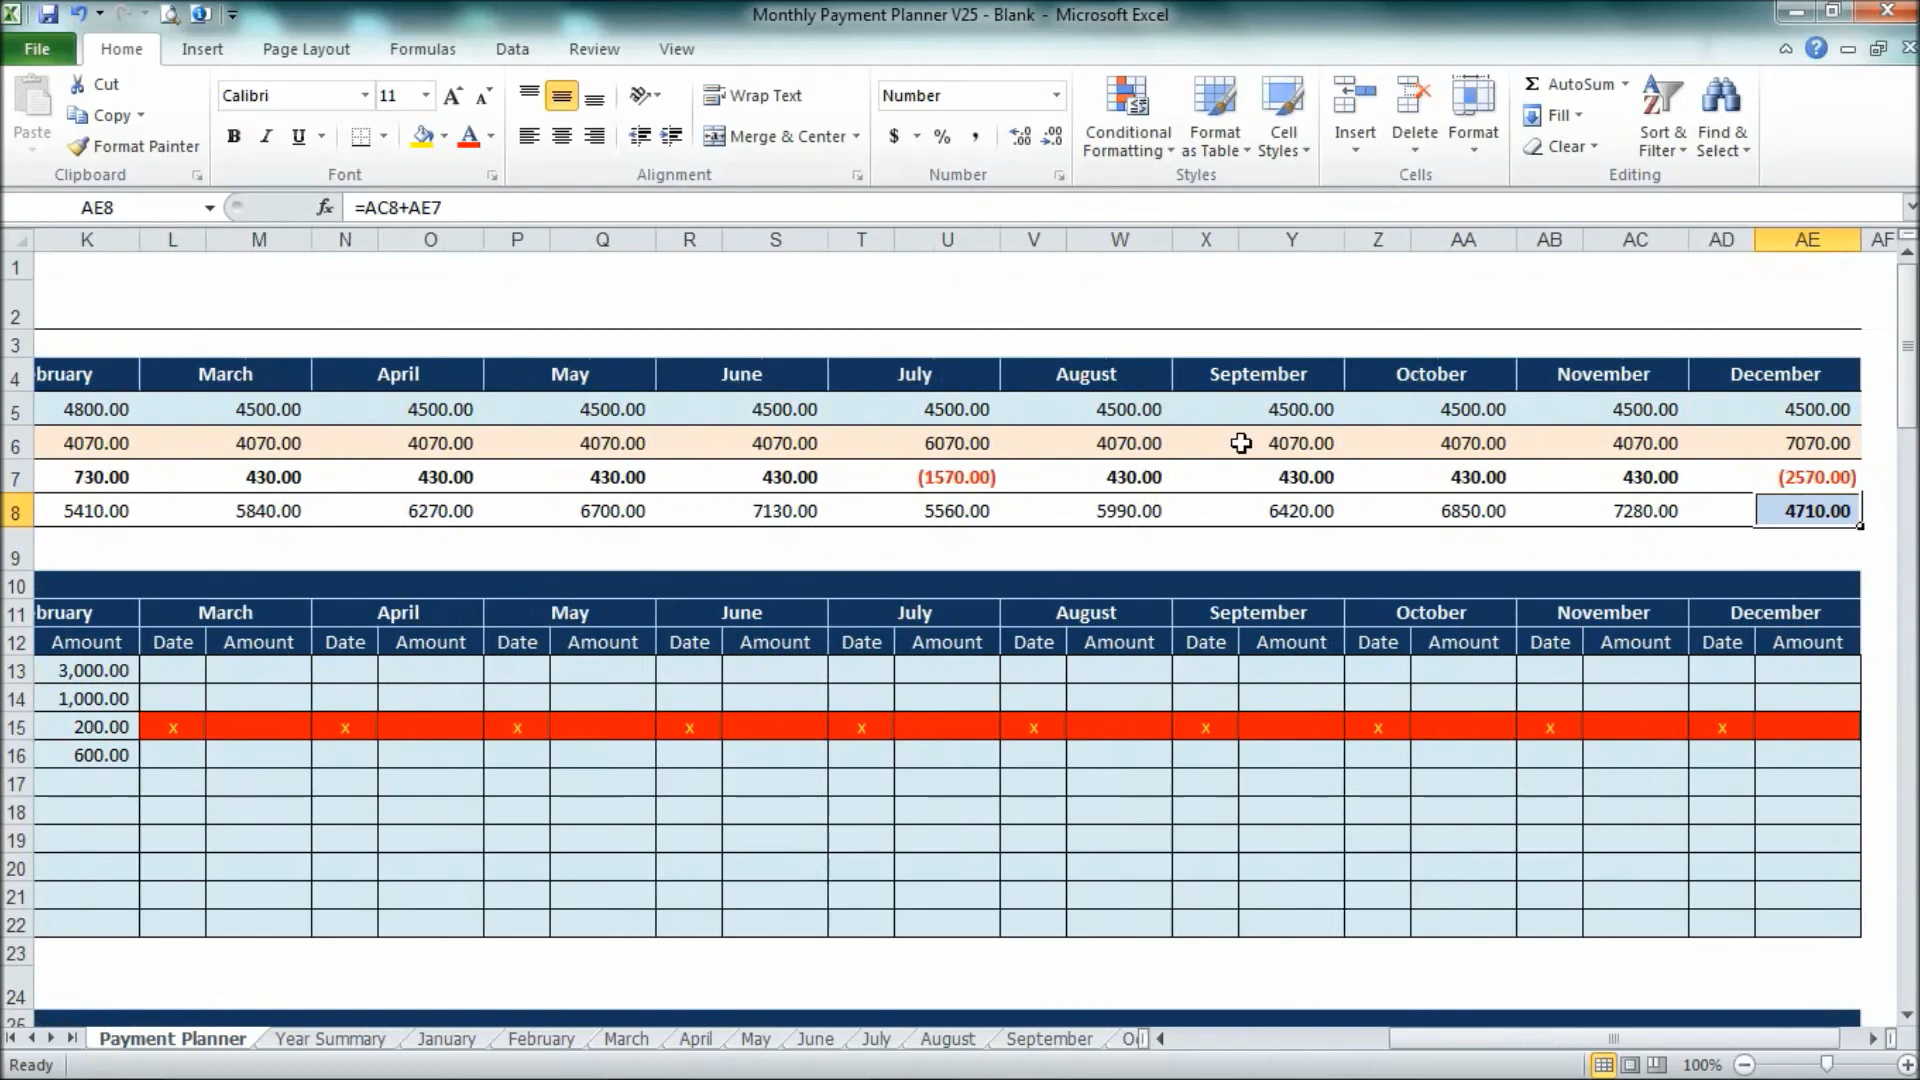 Monthly Payment Planner V25 - Blank - Microsoft Excel
File Home Insert Page Layout Formulas Data Review View
Paste Cut Copy Format Painter Clipboard
Calibri 11 B I U A Font
Wrap Text Merge & Center Alignment
Number $ % , Number
Conditional Formatting Format as Table Cell Styles Styles
Insert Delete Format Cells
Σ AutoSum Fill Clear Sort & Filter Find & Select Editing
AE8 fx =AC8+AE7
K L M N O P Q R S T U V W X Y Z AA AB AC AD AE AF
1
2
3
4 bruary March April May June July August September October November December
5 4800.00 4500.00 4500.00 4500.00 4500.00 4500.00 4500.00 4500.00 4500.00 4500.00 4500.00
6 4070.00 4070.00 4070.00 4070.00 4070.00 6070.00 4070.00 4070.00 4070.00 4070.00 7070.00
7 730.00 430.00 430.00 430.00 430.00 (1570.00) 430.00 430.00 430.00 430.00 (2570.00)
8 5410.00 5840.00 6270.00 6700.00 7130.00 5560.00 5990.00 6420.00 6850.00 7280.00 4710.00
9
10
11 bruary March April May June July August September October November December
12 Amount Date Amount Date Amount Date Amount Date Amount Date Amount Date Amount Date Amount Date Amount Date Amount Date Amount
13 3,000.00
14 1,000.00
15 200.00 x x x x x x x x x x
16 600.00
17
18
19
20
21
22
23
24
25
Payment Planner Year Summary January February March April May June July August September O
Ready 100%